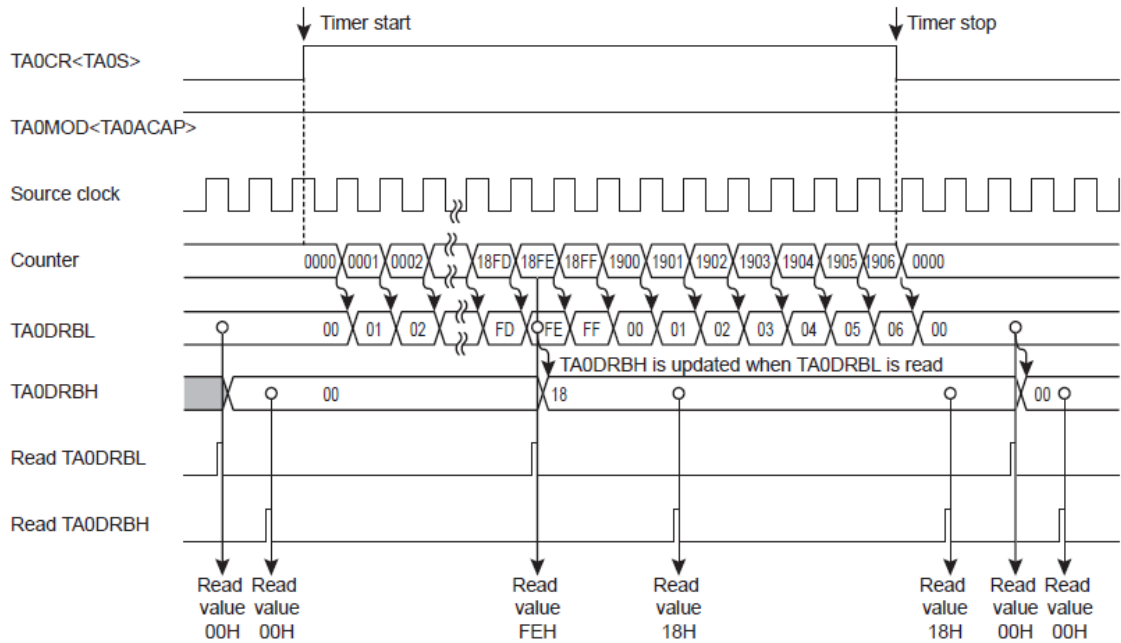 Timer start
Timer stop
TA0CR<TA0S>
TA0MOD<TA0ACAP>
Source clock
Counter
0000 0001 0002 18FD 18FE 18FF 1900 1901 1902 1903 1904 1905 1906 0000
TA0DRBL
00 01 02 FD FE FF 00 01 02 03 04 05 06 00
TA0DRBH is updated when TA0DRBL is read
TA0DRBH
00 18 00
Read TA0DRBL
Read TA0DRBH
Read Read Read Read Read Read Read
value value value value value value value
00H 00H FEH 18H 18H 00H 00H